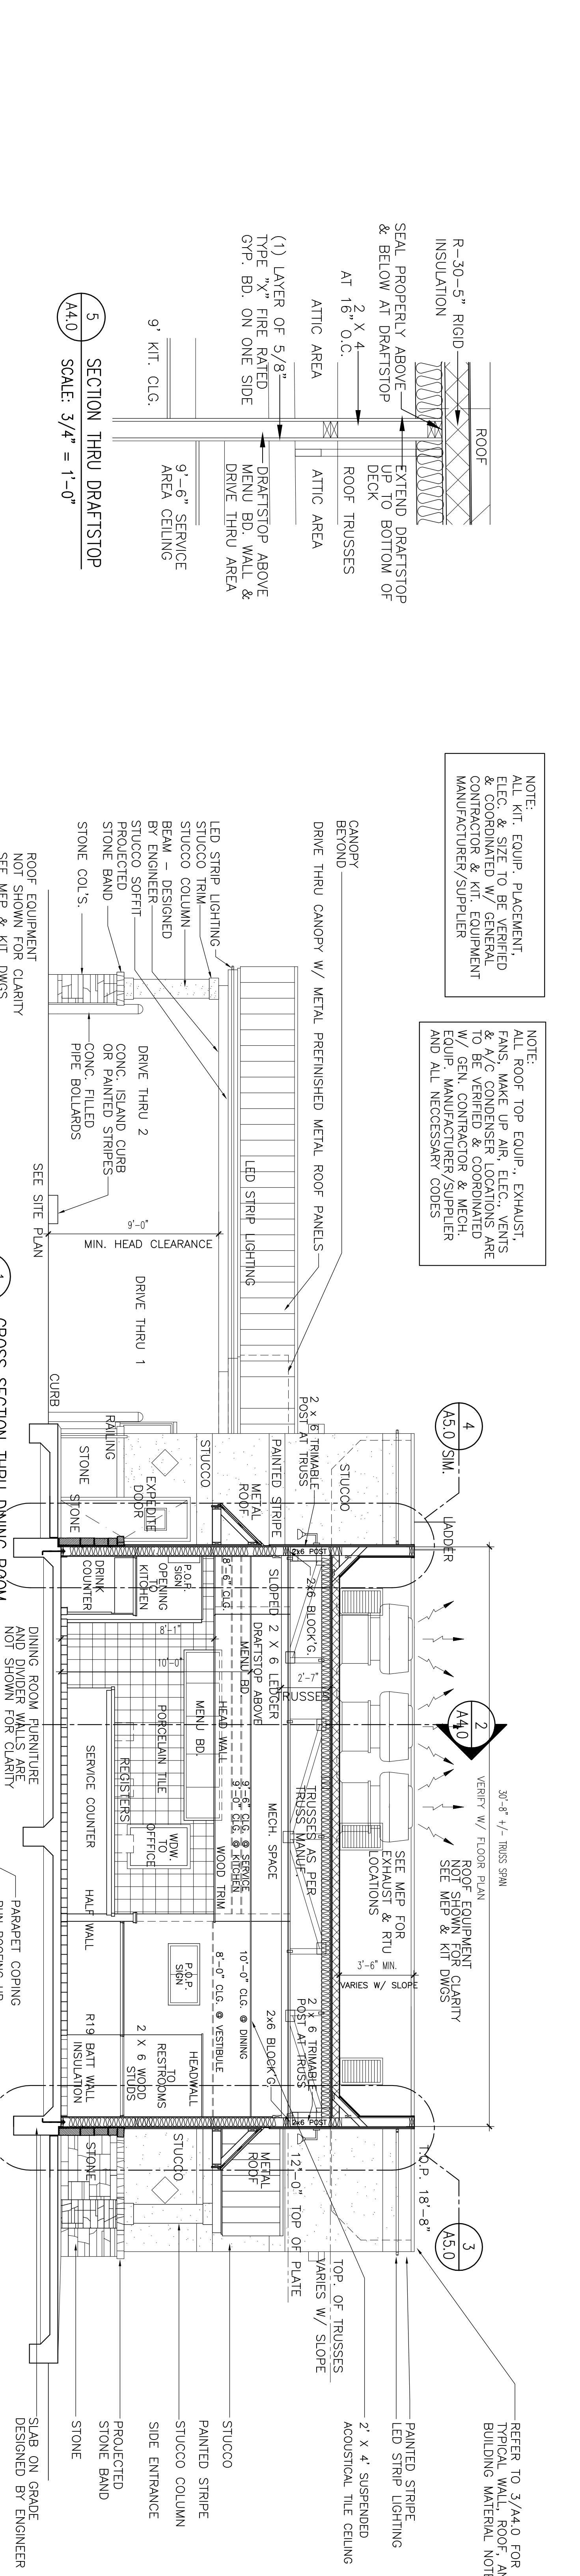 R-30-5" RIGID
INSULATION
SEAL PROPERLY ABOVE
& BELOW AT DRAFTSTOP
2 X 4
AT 16" O.C.
ATTIC AREA
(1) LAYER OF 5/8"
TYPE "X" FIRE RATED
GYP. BD. ON ONE SIDE
9' KIT. CLG.
ROOF
EXTEND DRAFTSTOP
UP TO BOTTOM OF
DECK
ROOF TRUSSES
ATTIC AREA
DRAFTSTOP ABOVE
MENU BD. WALL &
DRIVE THRU AREA
9'-6" SERVICE
AREA CEILING
5
A4.0
SECTION THRU DRAFTSTOP
SCALE: 3/4" = 1'-0"
NOTE:
ALL KIT. EQUIP. PLACEMENT,
ELEC. & SIZE TO BE VERIFIED
& COORDINATED W/ GENERAL
CONTRACTOR & KIT. EQUIPMENT
MANUFACTURER/SUPPLIER
NOTE:
ALL ROOF TOP EQUIP., EXHAUST,
FANS, MAKE UP AIR, ELEC., VENTS
& A/C CONDENSER LOCATIONS ARE
TO BE VERIFIED & COORDINATED
W/ GEN. CONTRACTOR & MECH.
EQUIP. MANUFACTURER/SUPPLIER
AND ALL NECCESSARY CODES
CANOPY
BEYOND
DRIVE THRU CANOPY W/ METAL PREFINISHED METAL ROOF PANELS
LED STRIP LIGHTING
STUCCO TRIM
STUCCO COLUMN
BEAM - DESIGNED
BY ENGINEER
STUCCO SOFFIT
PROJECTED
STONE BAND
STONE COL'S.
ROOF EQUIPMENT
NOT SHOWN FOR CLARITY
SEE MEP & KIT DWGS
DRIVE THRU 2
CONC. ISLAND CURB
OR PAINTED STRIPES
CONC. FILLED
PIPE BOLLARDS
SEE SITE PLAN
9'-0"
MIN. HEAD CLEARANCE
LED STRIP LIGHTING
DRIVE THRU 1
CURB
1
CROSS SECTION THRU DINING ROOM
4
A5.0
SIM.
LADDER
2 x 6 TRIMABLE
POST AT TRUSS
STUCCO
PAINTED STRIPE
METAL
ROOF
STUCCO
EXPEDITE
DOOR
RAILING
STONE
STONE
2x6 POST
2x6 BLOCK'G.
SLOPED 2 X 6 LEDGER
8'-6" CLG.
P.O.P.
SIGN
OPENING
TO
KITCHEN
DRINK
COUNTER
8'-1"
10'-0"
2'-7"
TRUSSES
DRAFTSTOP ABOVE
MENU BD.
HEAD WALL
MENU BD.
PORCELAIN TILE
REGISTERS
SERVICE COUNTER
DINING ROOM FURNITURE
AND DIVIDER WALLS ARE
NOT SHOWN FOR CLARITY
2
A4.0
30'-8" +/- TRUSS SPAN
VERIFY W/ FLOOR PLAN
ROOF EQUIPMENT
NOT SHOWN FOR CLARITY
SEE MEP & KIT DWGS
SEE MEP FOR
EXHAUST & RTU
LOCATIONS
TRUSSES AS PER
TRUSS MANUF.
MECH. SPACE
9'-6" CLG. @ SERVICE
9'-0" CLG. @ KITCHEN
WOOD TRIM
WDW.
TO
OFFFICE
HALF WALL
3'-6" MIN.
VARIES W/ SLOPE
2 x 6 TRIMABLE
POST AT TRUSS
2x6 BLOCK'G.
2x6 POST
10'-0" CLG. @ DINING
8'-0" CLG. @ VESTIBULE
P.O.P.
SIGN
HEADWALL
TO
RESTROOMS
2 X 6 WOOD
STUDS
R19 BATT WALL
INSULATION
PARAPET COPING
RUN ROOFING UP
T.O.P. 18'-8"
3
A5.0
METAL
ROOF
STUCCO
STONE
12'-0" TOP OF PLATE
TOP. OF TRUSSES
VARIES W/ SLOPE
REFER TO 3/A4.0 FOR
TYPICAL WALL, ROOF, AN
BUILDING MATERIAL NOTE
PAINTED STRIPE
LED STRIP LIGHTING
2' X 4' SUSPENDED
ACOUSTICAL TILE CEILING
STUCCO
PAINTED STRIPE
STUCCO COLUMN
SIDE ENTRANCE
PROJECTED
STONE BAND
STONE
SLAB ON GRADE
DESIGNED BY ENGINEER